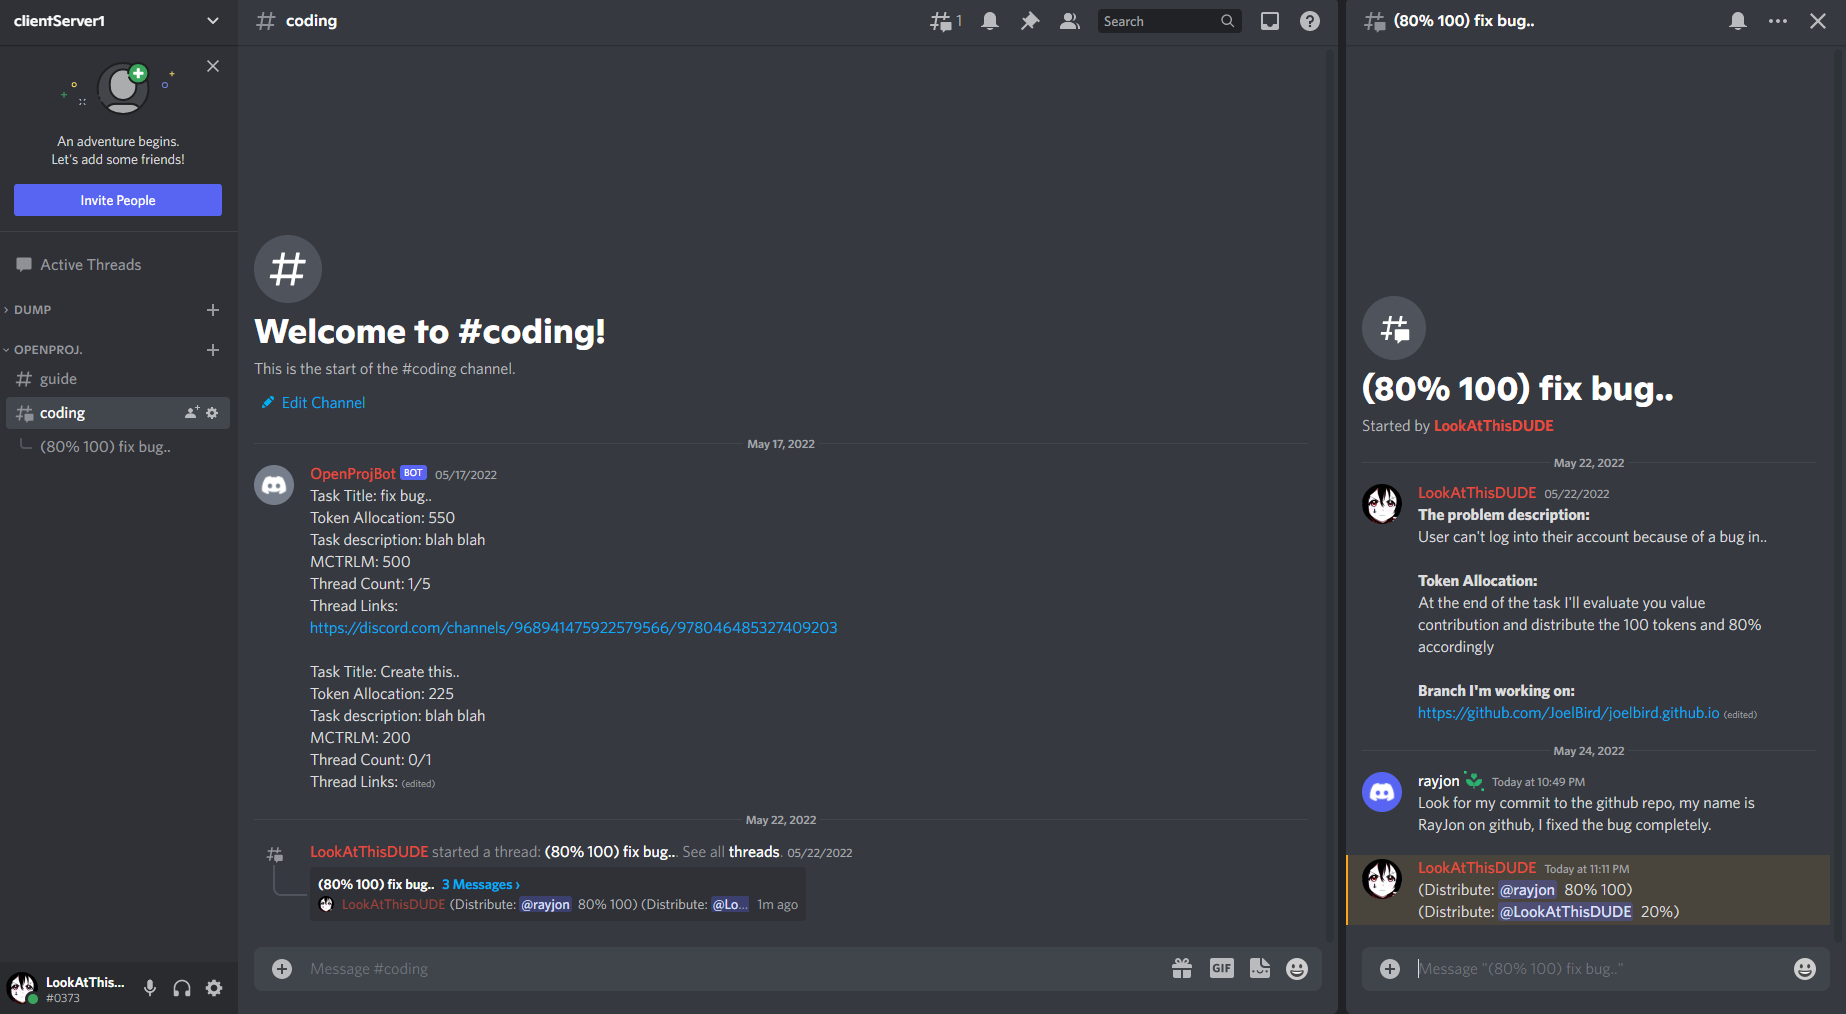 clientServer1
An adventure begins.
Let's add some friends!
Invite People
Active Threads
DUMP
OPENPROJ.
guide
coding
(80% 100) fix bug..
LookAtThis...
#0373
coding
1
Search
Welcome to #coding!
This is the start of the #coding channel.
Edit Channel
May 17, 2022
OpenProjBot BOT 05/17/2022
Task Title: fix bug..
Token Allocation: 550
Task description: blah blah
MCTRLM: 500
Thread Count: 1/5
Thread Links:
https://discord.com/channels/968941475922579566/978046485327409203
Task Title: Create this..
Token Allocation: 225
Task description: blah blah
MCTRLM: 200
Thread Count: 0/1
Thread Links: (edited)
May 22, 2022
LookAtThisDUDE started a thread: (80% 100) fix bug.. See all threads. 05/22/2022
(80% 100) fix bug.. 3 Messages ›
LookAtThisDUDE (Distribute: @rayjon 80% 100) (Distribute: @Lo... 1m ago
Message #coding
GIF
(80% 100) fix bug..
(80% 100) fix bug..
Started by LookAtThisDUDE
May 22, 2022
LookAtThisDUDE 05/22/2022
The problem description:
User can't log into their account because of a bug in..
Token Allocation:
At the end of the task I'll evaluate you value
contribution and distribute the 100 tokens and 80%
accordingly
Branch I'm working on:
https://github.com/JoelBird/joelbird.github.io (edited)
May 24, 2022
rayjon Today at 10:49 PM
Look for my commit to the github repo, my name is
RayJon on github, I fixed the bug completely.
LookAtThisDUDE Today at 11:11 PM
(Distribute: @rayjon 80% 100)
(Distribute: @LookAtThisDUDE 20%)
Message "(80% 100) fix bug.."